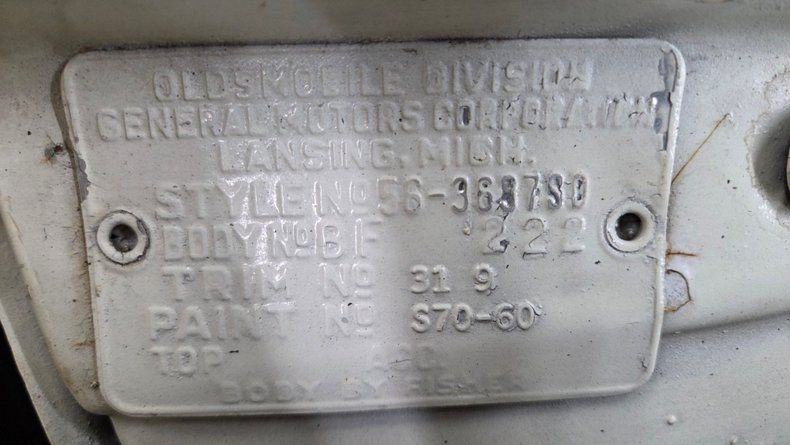 OLDSMOBILE DIVISION
GENERAL MOTORS CORPORATION
LANSING, MICH.
STYLE NO 56-3687SD
BODY NO BF 222
TRIM NO 31 9
PAINT NO S70-60
TOP
BODY BY FISHER